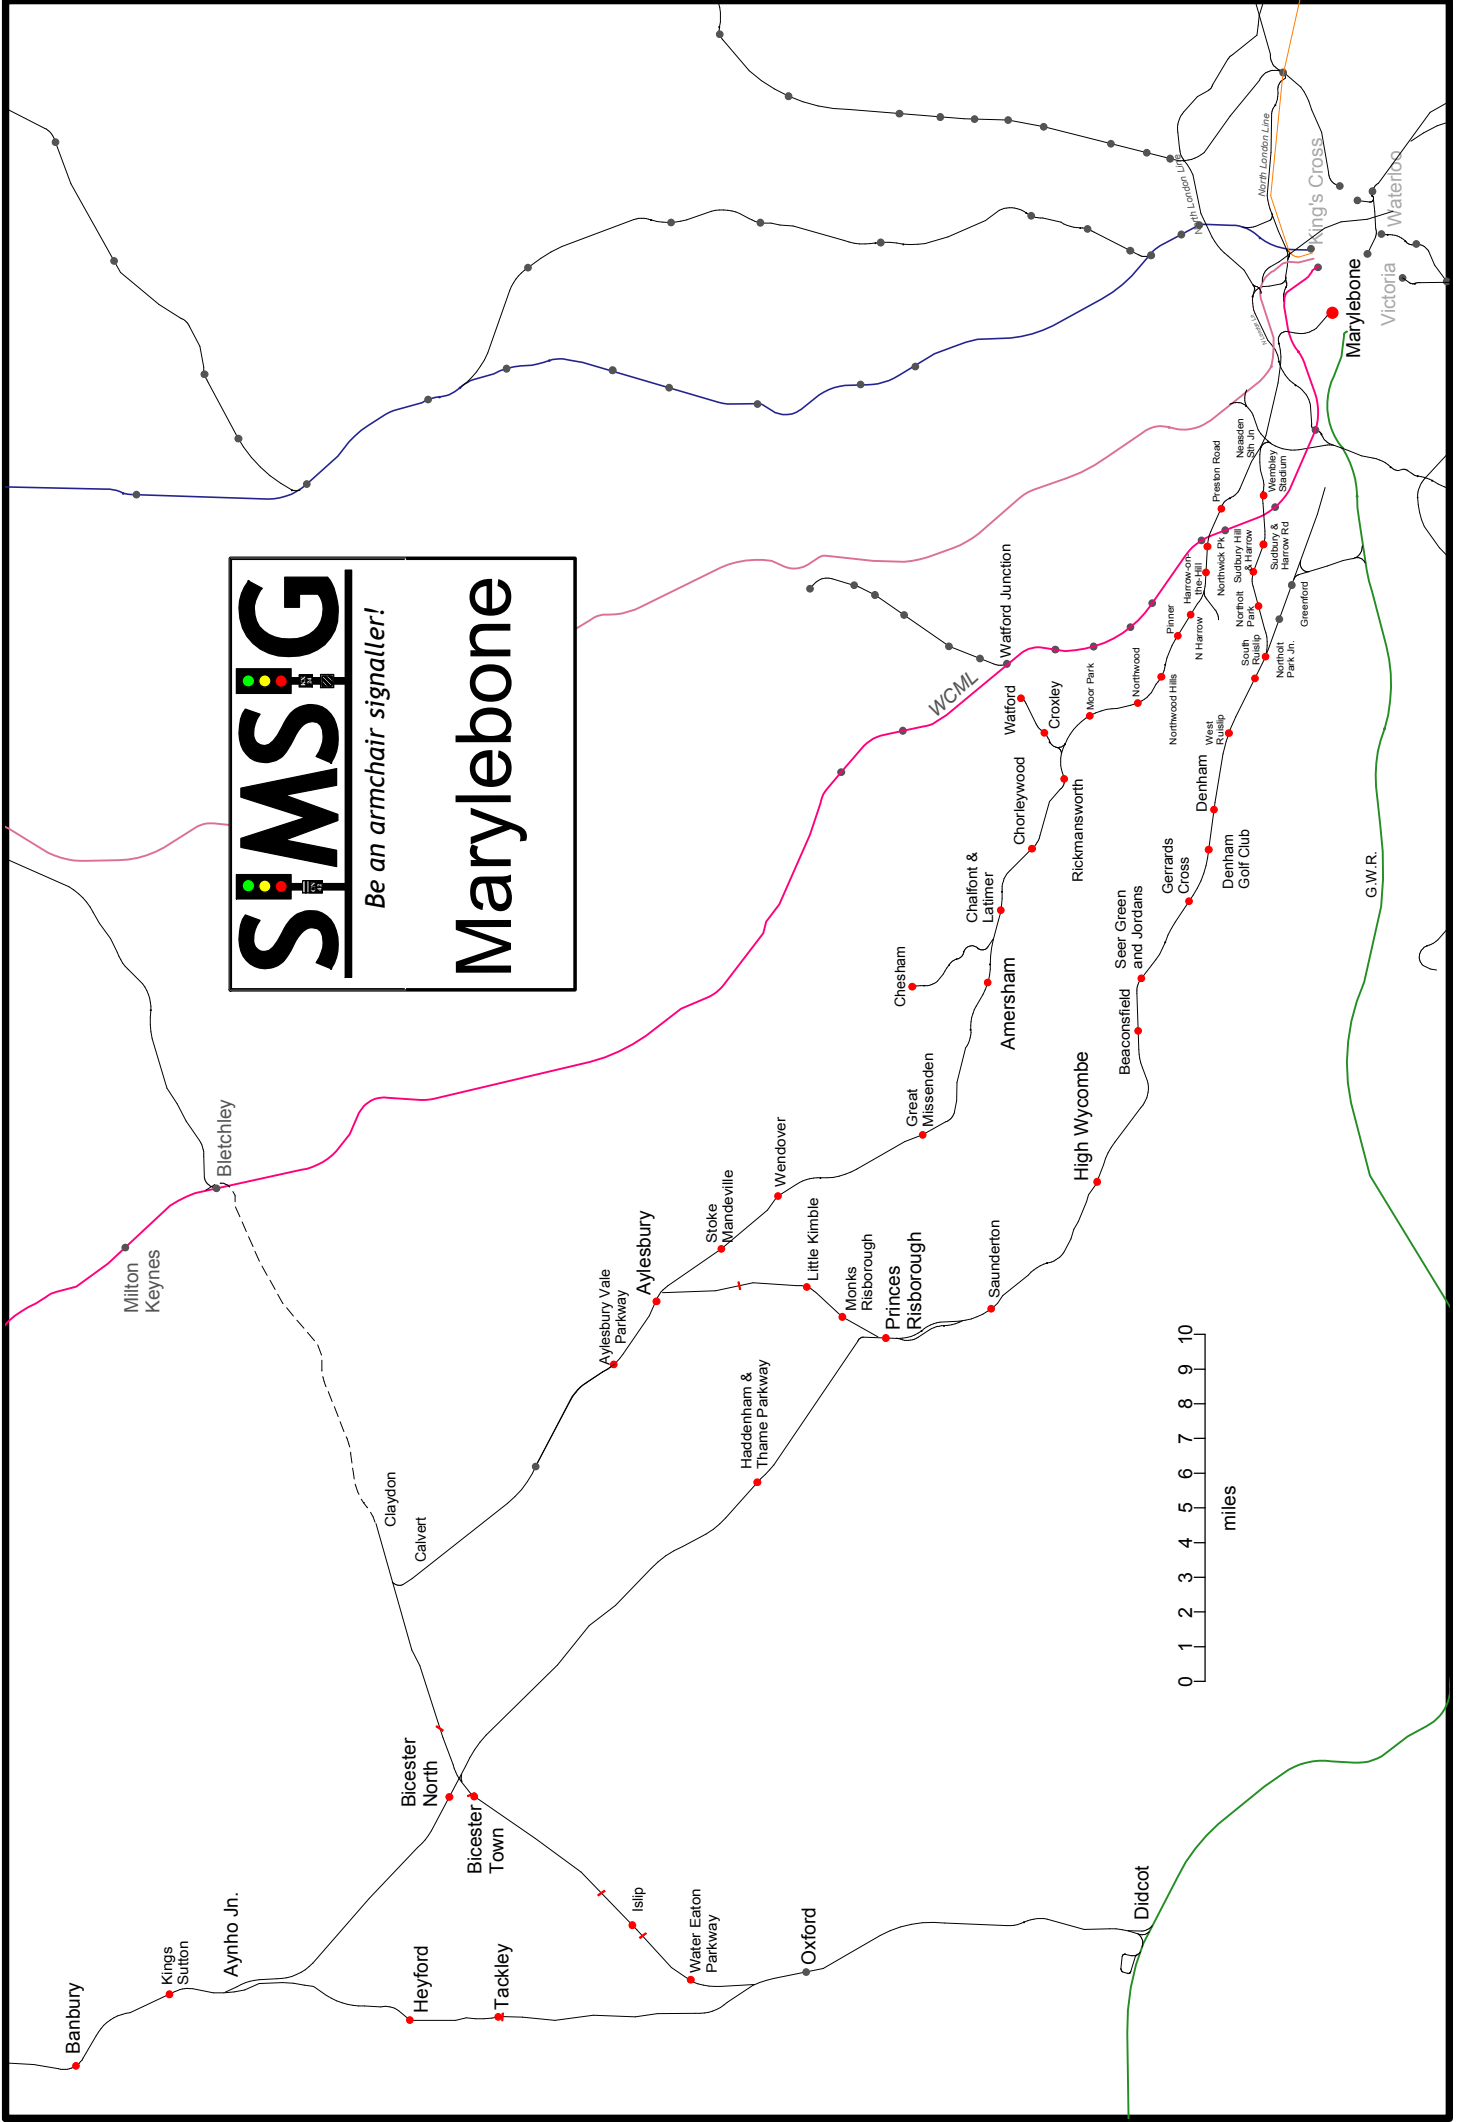 SIMSIG
Be an armchair signaller!
Marylebone
Banbury
Kings
Sutton
Aynho Jn.
Heyford
Tackley
Bicester
North
Bicester
Town
Islip
Water Eaton
Parkway
Oxford
Didcot
Milton
Keynes
Bletchley
Claydon
Calvert
Aylesbury Vale
Parkway
Aylesbury
Stoke
Mandeville
Wendover
Little Kimble
Monks
Risborough
Princes
Risborough
Haddenham &
Thame Parkway
Saunderton
High Wycombe
Great
Missenden
Amersham
Chesham
Chalfont &
Latimer
Chorleywood
Rickmansworth
Watford
Croxley
Watford Junction
WCML
Moor Park
Northwood
Northwood Hills
Pinner
N Harrow
Harrow-on-
the-Hill
Northwick Pk
Preston Road
Neasden
Sth Jn
Wembley
Stadium
Sudbury &
Harrow Rd
Sudbury Hill
& Harrow
Northolt
Park
Greenford
Northolt
Park Jn.
South
Ruislip
West
Ruislip
Denham
Denham
Golf Club
Gerrards
Cross
Seer Green
and Jordans
Beaconsfield
G.W.R.
North London Line
North London Line
King's Cross
Waterloo
Marylebone
Victoria
0 1 2 3 4 5 6 7 8 9 10
miles